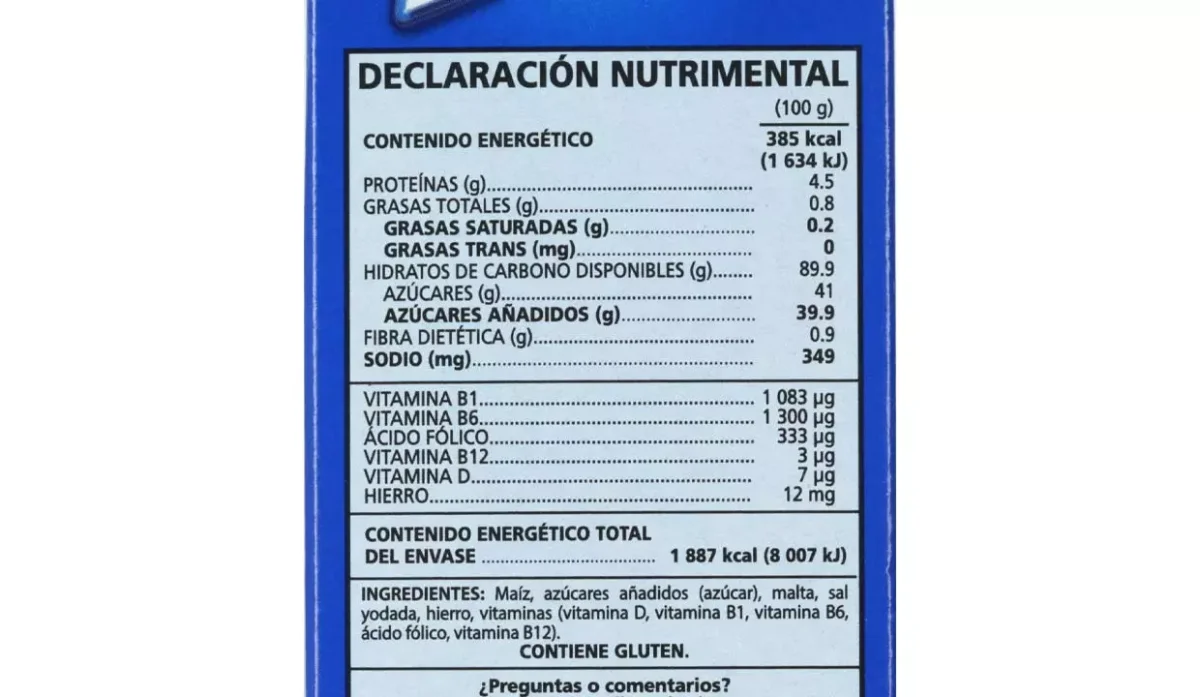 DECLARACIÓN NUTRIMENTAL
(100 g)
CONTENIDO ENERGÉTICO 385 kcal
(1 634 kJ)
PROTEÍNAS (g) 4.5
GRASAS TOTALES (g) 0.8
GRASAS SATURADAS (g) 0.2
GRASAS TRANS (mg) 0
HIDRATOS DE CARBONO DISPONIBLES (g) 89.9
AZÚCARES (g) 41
AZÚCARES AÑADIDOS (g) 39.9
FIBRA DIETÉTICA (g) 0.9
SODIO (mg) 349
VITAMINA B1 1 083 µg
VITAMINA B6 1 300 µg
ÁCIDO FÓLICO 333 µg
VITAMINA B12 3 µg
VITAMINA D 7 µg
HIERRO 12 mg
CONTENIDO ENERGÉTICO TOTAL
DEL ENVASE 1 887 kcal (8 007 kJ)
INGREDIENTES: Maíz, azúcares añadidos (azúcar), malta, sal
yodada, hierro, vitaminas (vitamina D, vitamina B1, vitamina B6,
ácido fólico, vitamina B12).
CONTIENE GLUTEN.
¿Preguntas o comentarios?